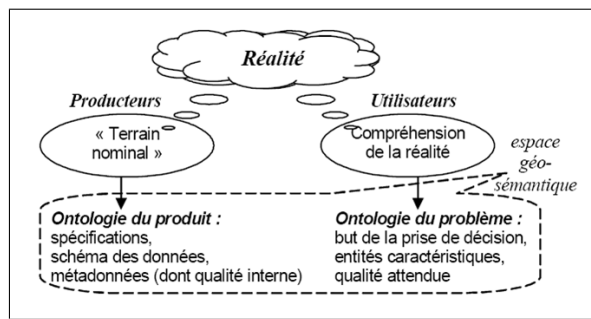 Réalité
Producteurs
Utilisateurs
« Terrain
nominal »
Compréhension
de la réalité
espace
géo-
sémantique
Ontologie du produit :
spécifications,
schéma des données,
métadonnées (dont qualité interne)
Ontologie du problème :
but de la prise de décision,
entités caractéristiques,
qualité attendue